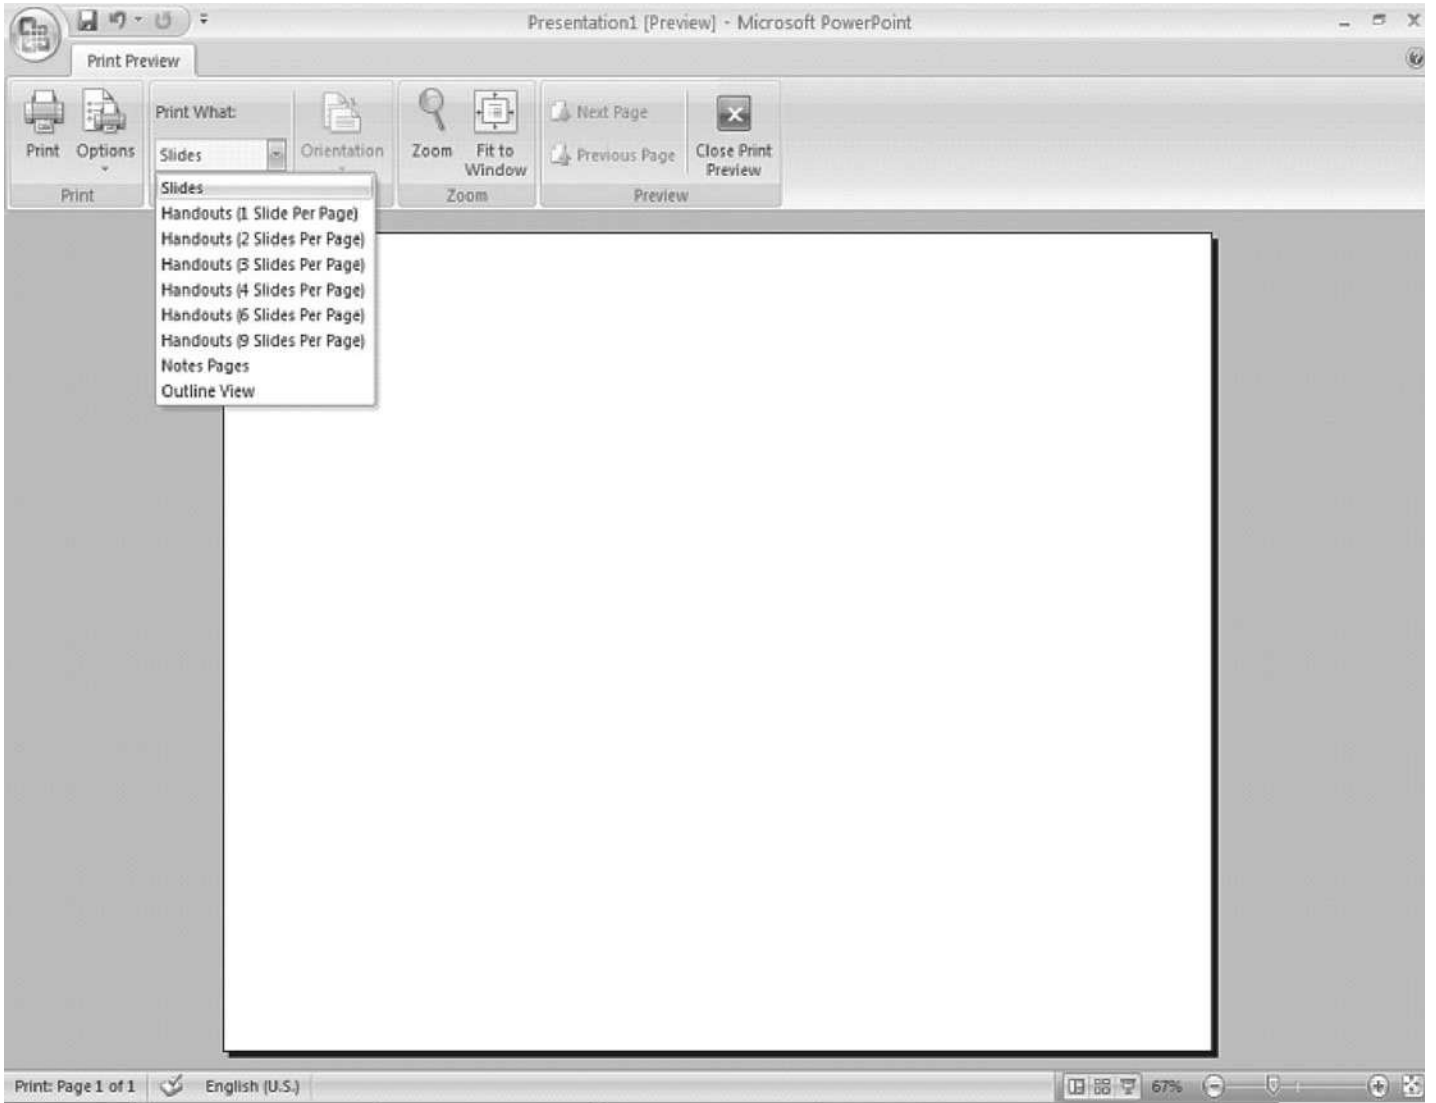 Presentation1 [Preview] - Microsoft PowerPoint
Print Preview
Print
Options
Print
Print What:
Slides
Orientation
Zoom
Fit to
Window
Zoom
Next Page
Previous Page
Close Print
Preview
Preview
Slides
Handouts (1 Slide Per Page)
Handouts (2 Slides Per Page)
Handouts (3 Slides Per Page)
Handouts (4 Slides Per Page)
Handouts (6 Slides Per Page)
Handouts (9 Slides Per Page)
Notes Pages
Outline View
Print: Page 1 of 1
English (U.S.)
67%